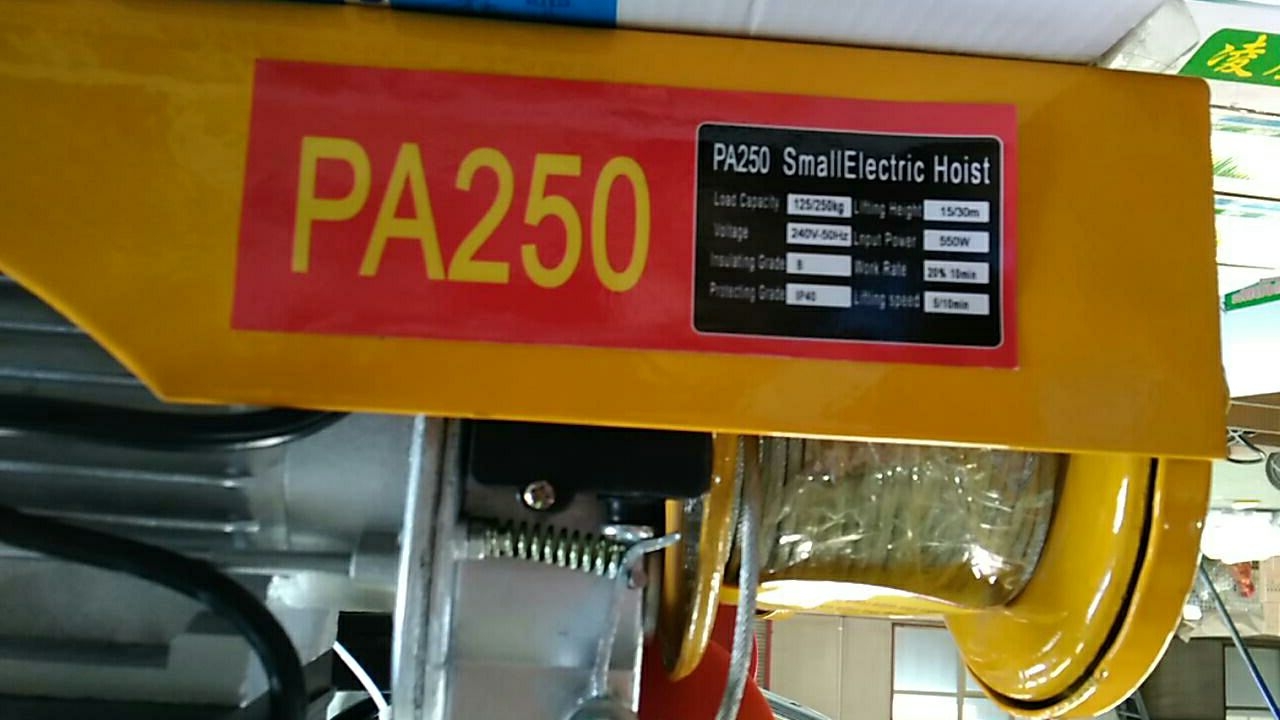 PA250
PA250 SmallElectric Hoist
Load Capacity 125/250kg Lifting Height 15/30m
Voltage 240V-50Hz Lnput Power 550W
Insulating Grade B Work Rate 20% 10min
Protecting Grade IP40 Lifting speed 5/10min
凌